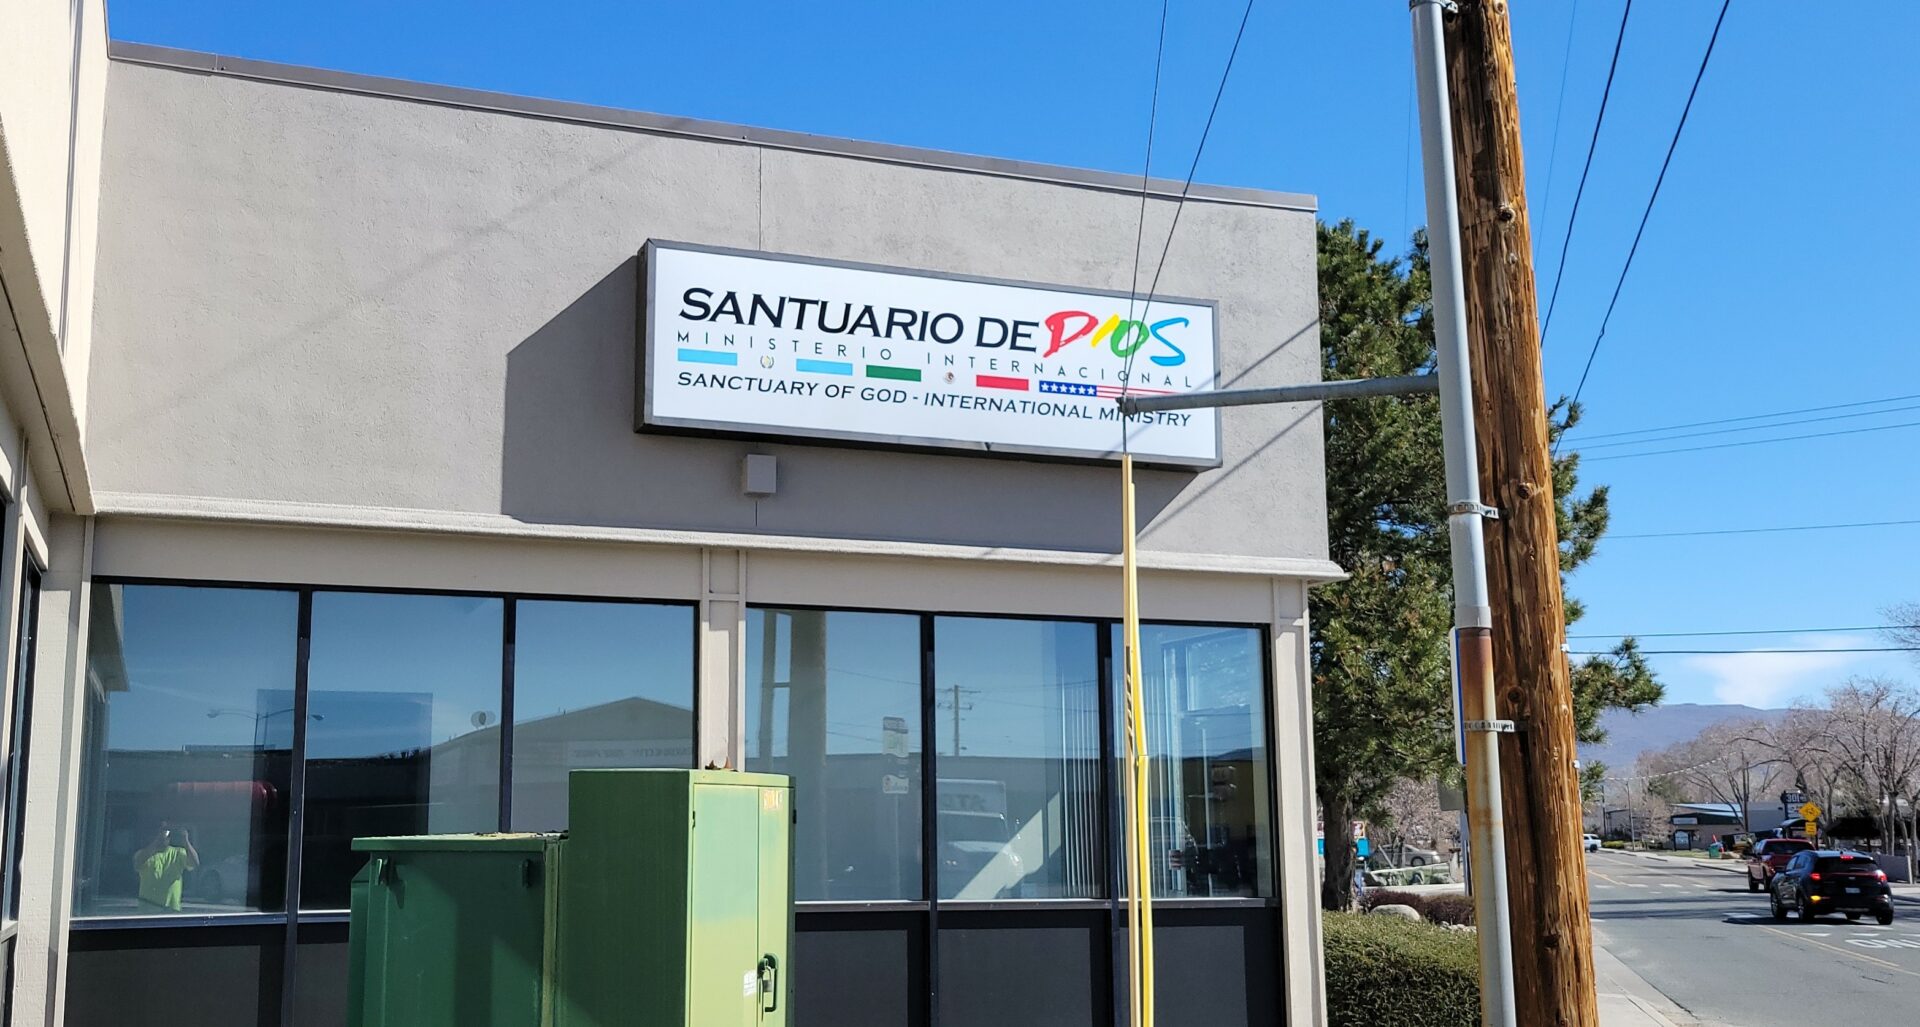 SANTUARIO DE DIOS
MINISTERIO INTERNACIONAL
SANCTUARY OF GOD - INTERNATIONAL MINISTRY